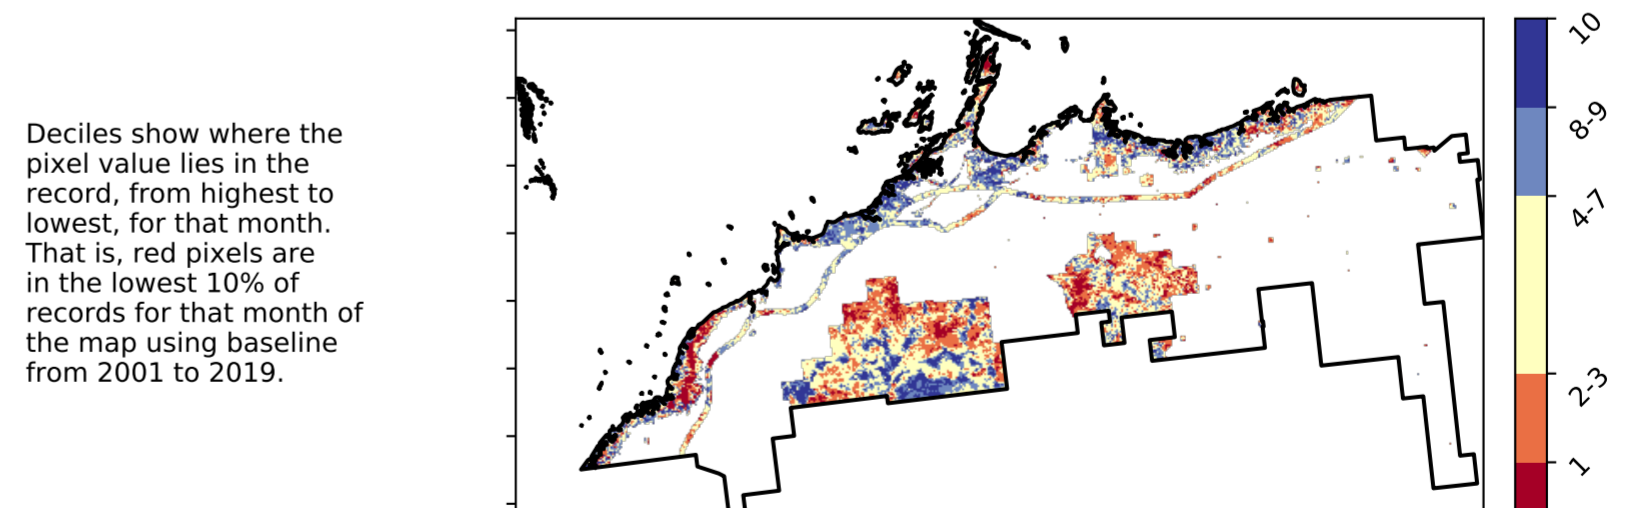 Deciles show where the
pixel value lies in the
record, from highest to
lowest, for that month.
That is, red pixels are
in the lowest 10% of
records for that month of
the map using baseline
from 2001 to 2019.
10
8-9
4-7
2-3
1